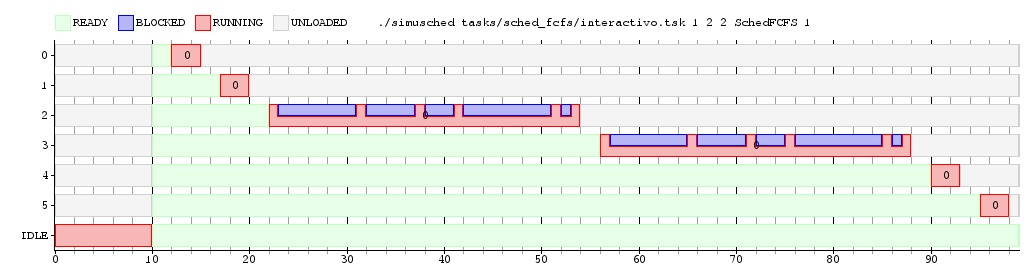 READY BLOCKED RUNNING UNLOADED ./simusched tasks/sched_fcfs/interactivo.tsk 1 2 2 SchedFCFS 1
0 0
1 0
2 0
3 0
4 0
5 0
IDLE
0 10 20 30 40 50 60 70 80 90